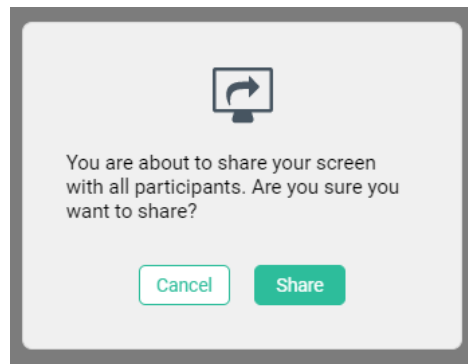 You are about to share your screen
with all participants. Are you sure you
want to share?
Cancel
Share